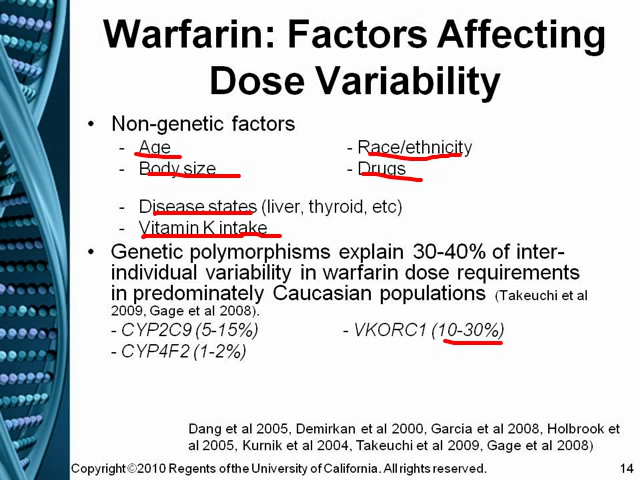 Warfarin: Factors Affecting
Dose Variability
• Non-genetic factors
- Age - Race/ethnicity
- Body size - Drugs
- Disease states (liver, thyroid, etc)
- Vitamin K intake
• Genetic polymorphisms explain 30-40% of inter-
individual variability in warfarin dose requirements
in predominately Caucasian populations (Takeuchi et al
2009, Gage et al 2008).
- CYP2C9 (5-15%) - VKORC1 (10-30%)
- CYP4F2 (1-2%)
Dang et al 2005, Demirkan et al 2000, Garcia et al 2008, Holbrook et
al 2005, Kurnik et al 2004, Takeuchi et al 2009, Gage et al 2008)
Copyright ©2010 Regents of the University of California. All rights reserved. 14